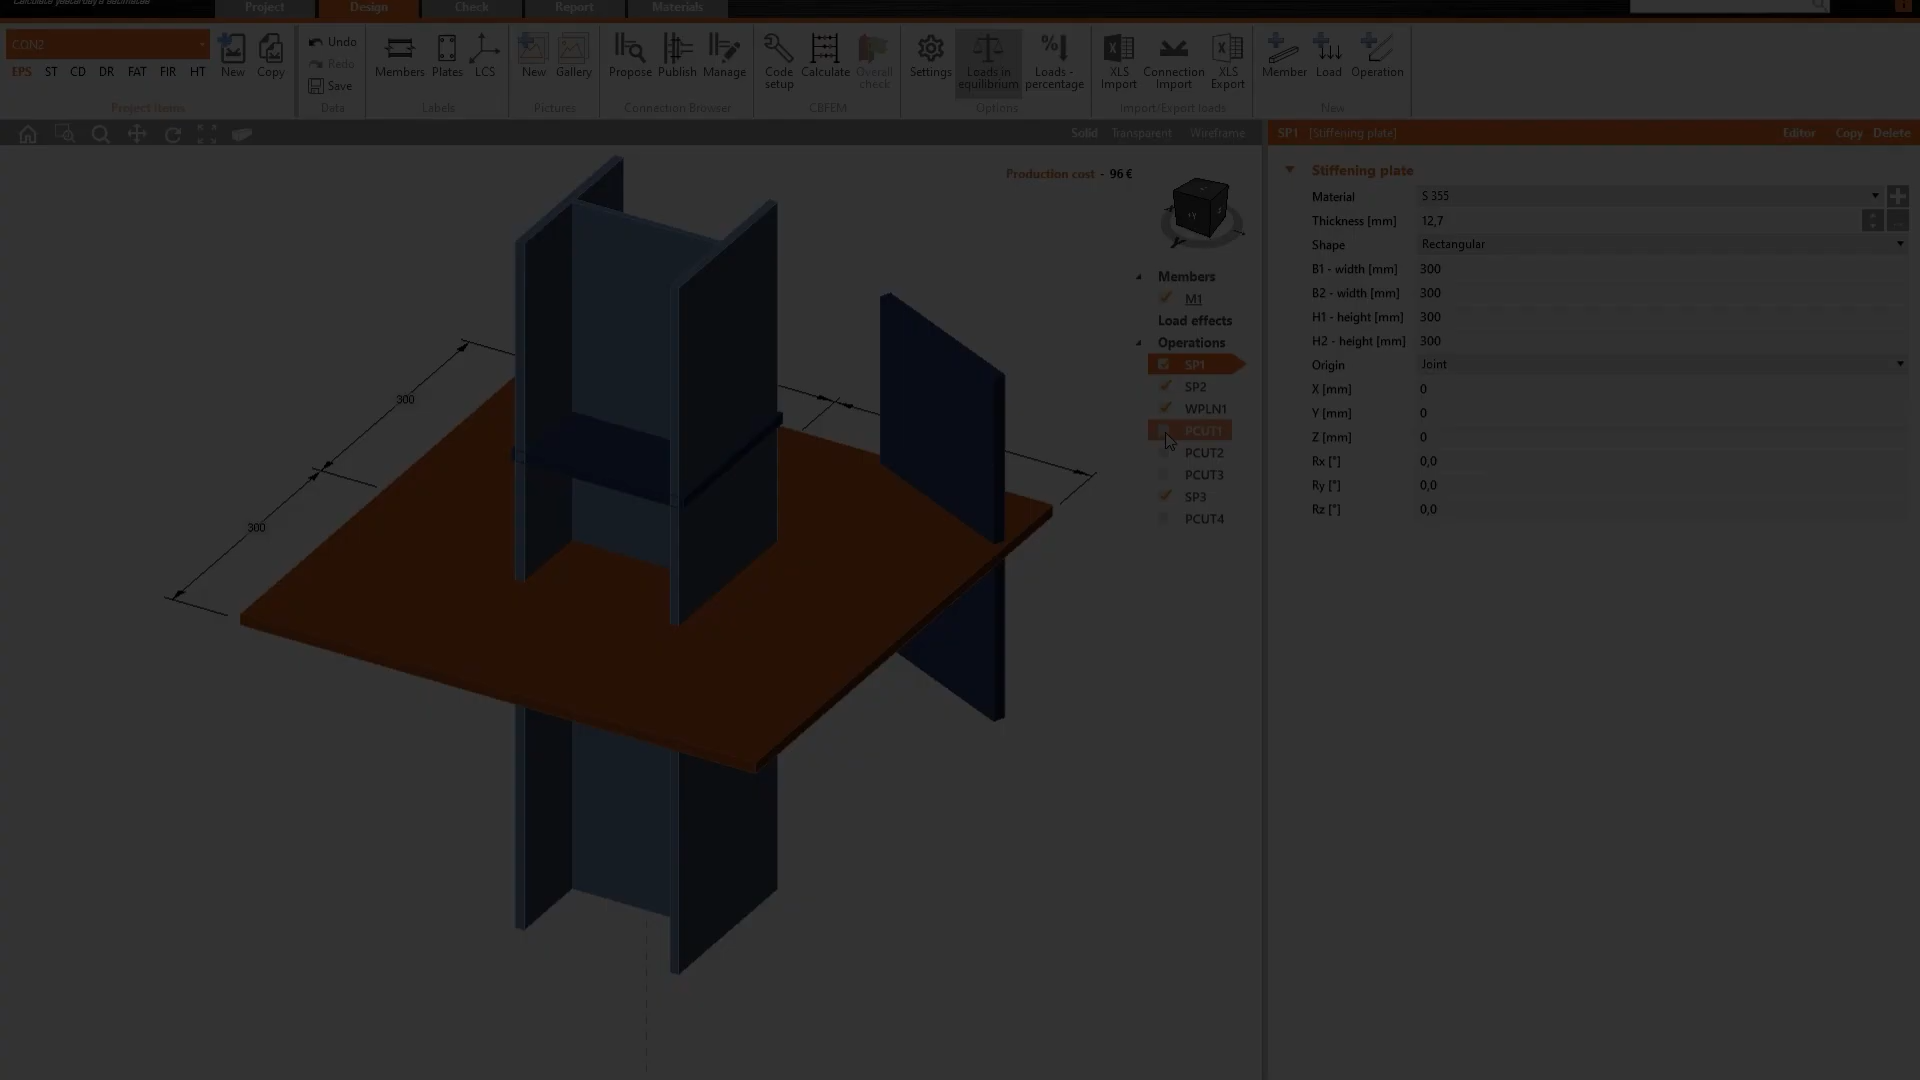 Calculate yesterday's estimates
Project Design Check Report Materials
CON2
EPS ST CD DR FAT FIR HT New Copy
Project items
Undo
Redo
Save
Data
Members Plates LCS
Labels
New Gallery
Pictures
Propose Publish Manage
Connection Browser
Code setup Calculate Overall check
CBFEM
Settings Loads in equilibrium Loads - percentage
Options
XLS Import Connection Import XLS Export
Import/Export loads
Member Load Operation
New
Solid Transparent Wireframe
SP1 [Stiffening plate] Editor Copy Delete
Production cost - 96 €
+Y
300
300
Members
M1
Load effects
Operations
SP1
SP2
WPLN1
PCUT1
PCUT2
PCUT3
SP3
PCUT4
Stiffening plate
Material S 355
Thickness [mm] 12,7
Shape Rectangular
B1 - width [mm] 300
B2 - width [mm] 300
H1 - height [mm] 300
H2 - height [mm] 300
Origin Joint
X [mm] 0
Y [mm] 0
Z [mm] 0
Rx [°] 0,0
Ry [°] 0,0
Rz [°] 0,0